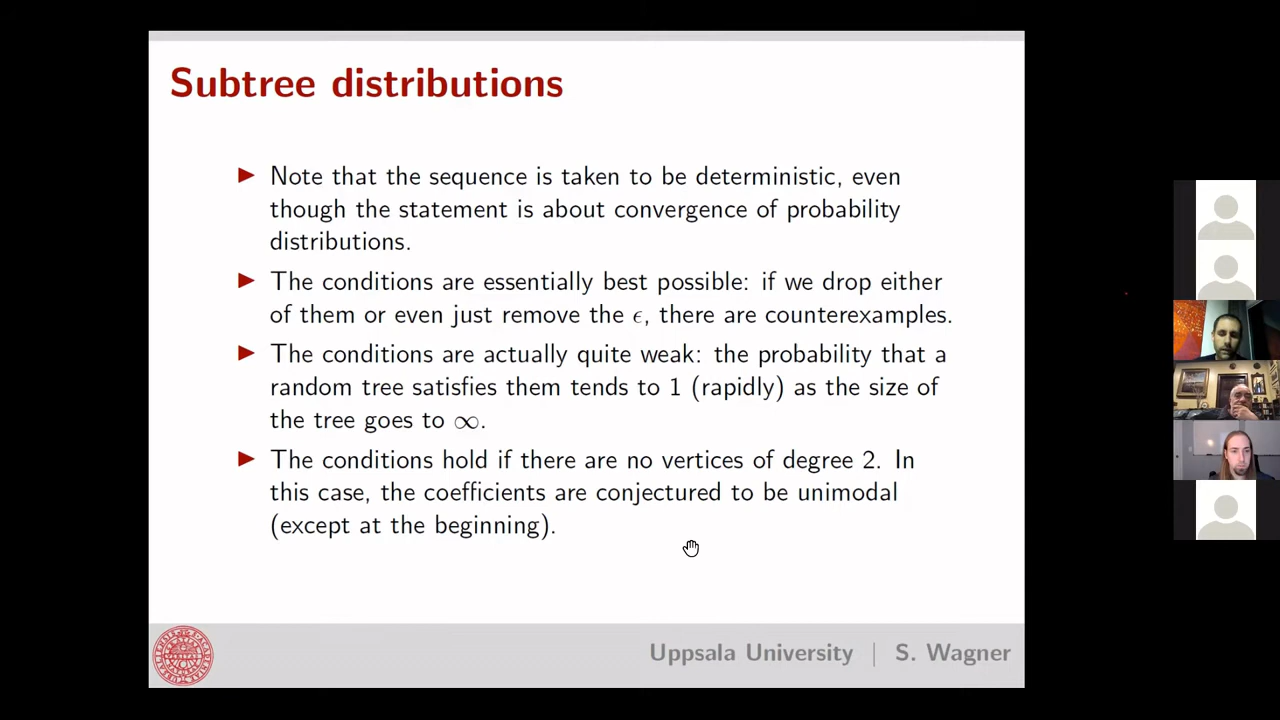 Subtree distributions
Note that the sequence is taken to be deterministic, even
though the statement is about convergence of probability
distributions.
The conditions are essentially best possible: if we drop either
of them or even just remove the ϵ, there are counterexamples.
The conditions are actually quite weak: the probability that a
random tree satisfies them tends to 1 (rapidly) as the size of
the tree goes to ∞.
The conditions hold if there are no vertices of degree 2. In
this case, the coefficients are conjectured to be unimodal
(except at the beginning).
Uppsala University | S. Wagner